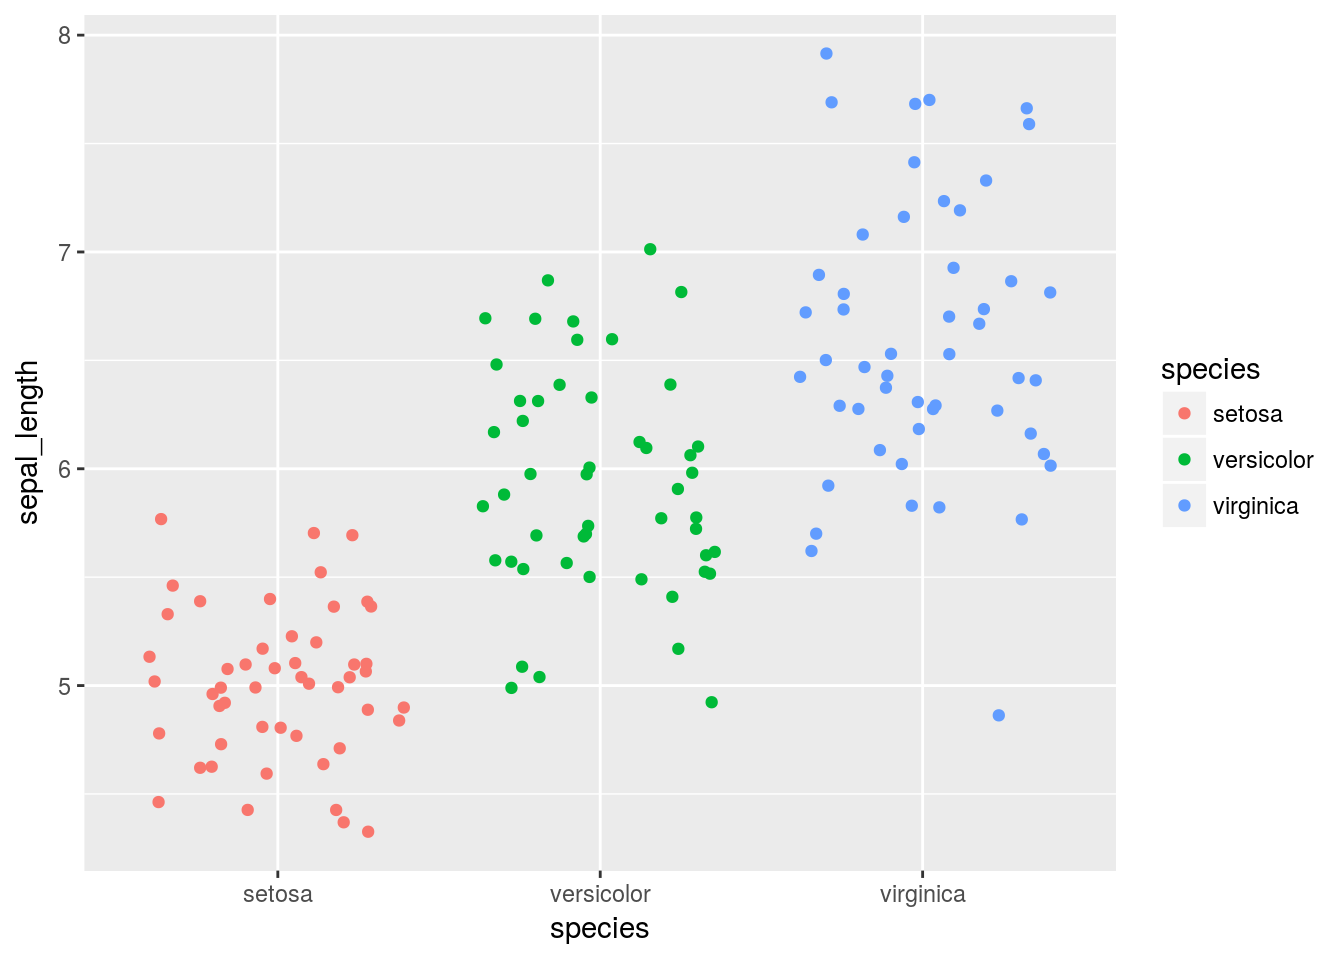 8
7
6
5
sepal_length
setosa
versicolor
virginica
species
species
setosa
versicolor
virginica